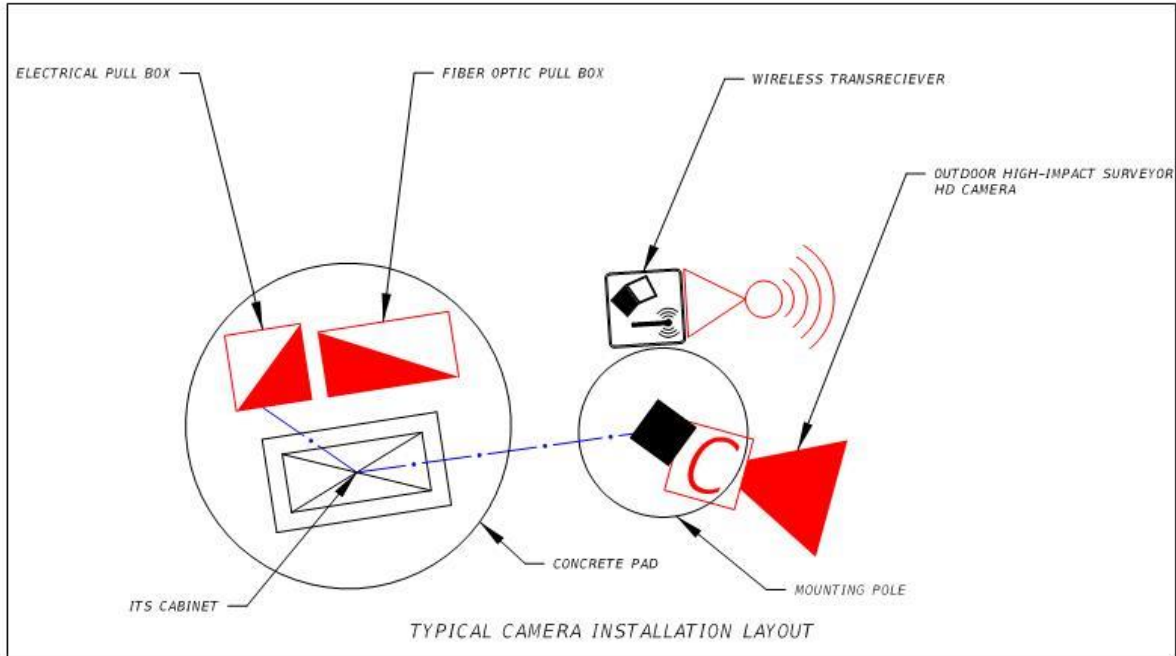 ELECTRICAL PULL BOX
FIBER OPTIC PULL BOX
WIRELESS TRANSRECIEVER
OUTDOOR HIGH-IMPACT SURVEYOR
HD CAMERA
C
CONCRETE PAD
MOUNTING POLE
ITS CABINET
TYPICAL CAMERA INSTALLATION LAYOUT